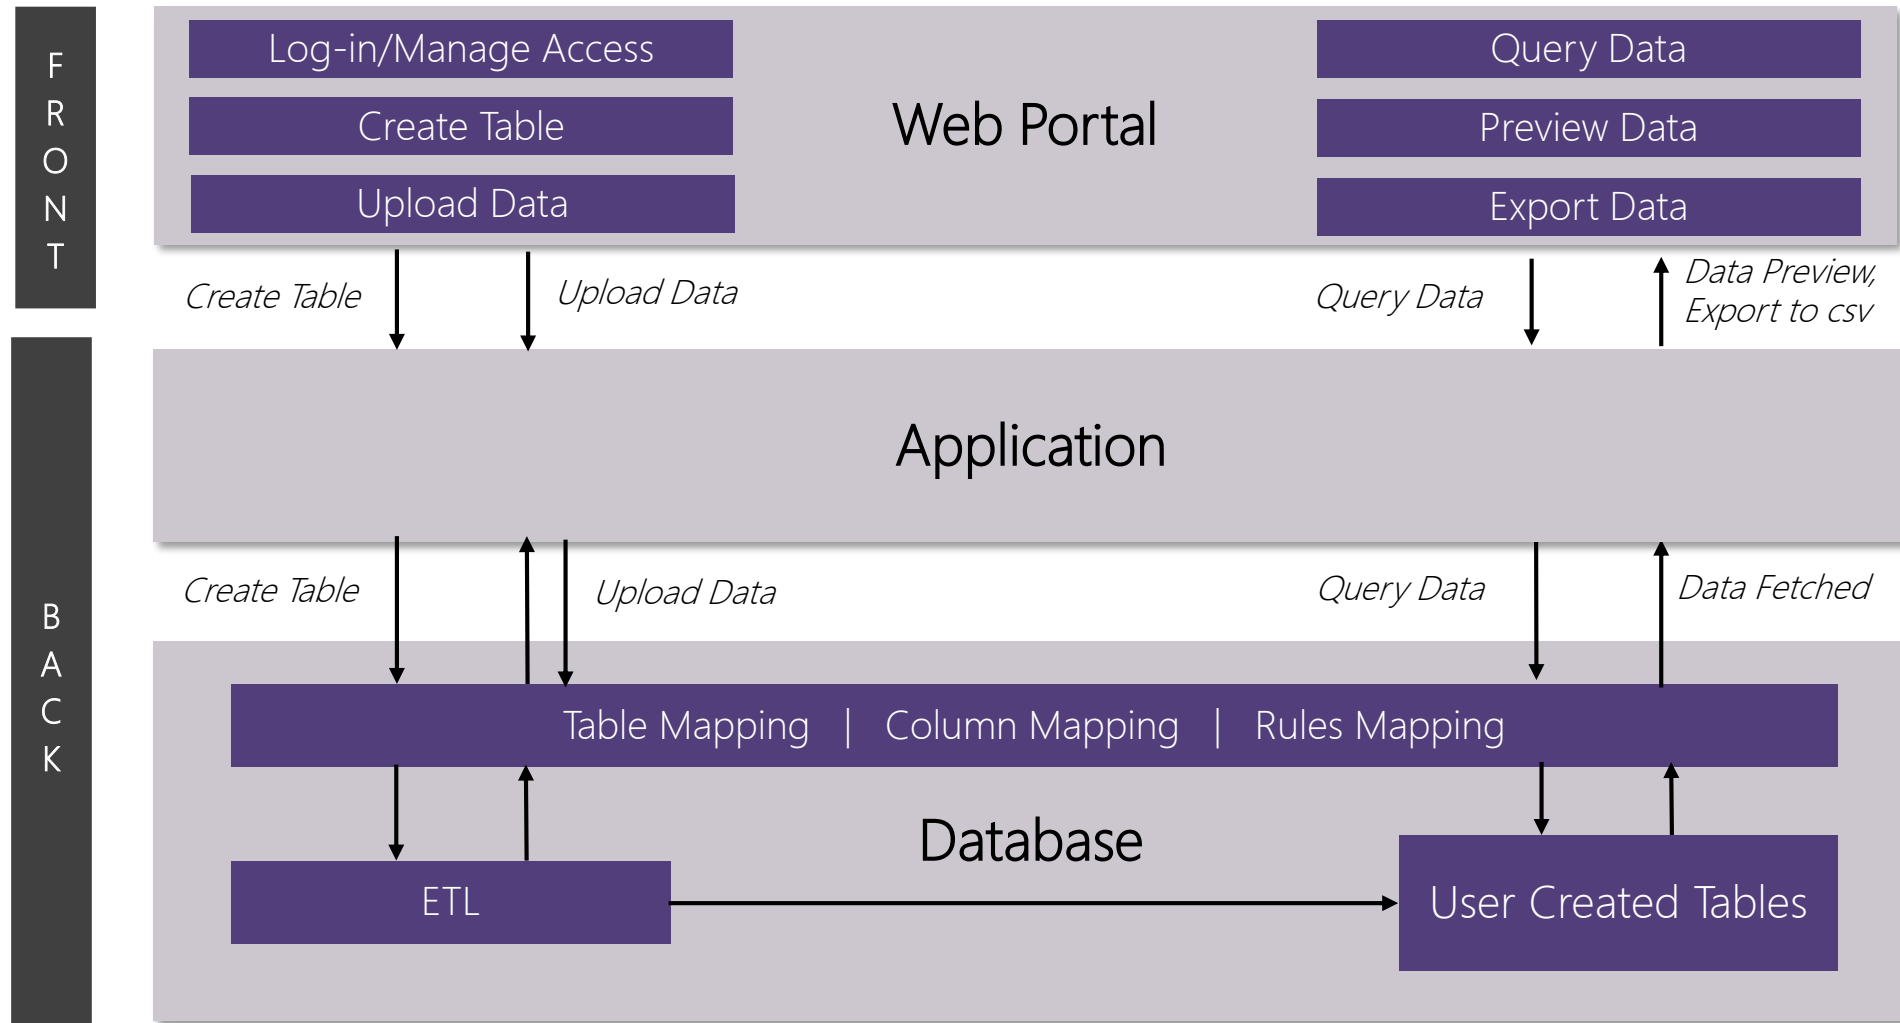 FRONT
Log-in/Manage Access
Create Table
Upload Data
Web Portal
Query Data
Preview Data
Export Data
Create Table
Upload Data
Query Data
Data Preview,
Export to csv
BACK
Application
Create Table
Upload Data
Query Data
Data Fetched
Table Mapping | Column Mapping | Rules Mapping
Database
ETL
User Created Tables